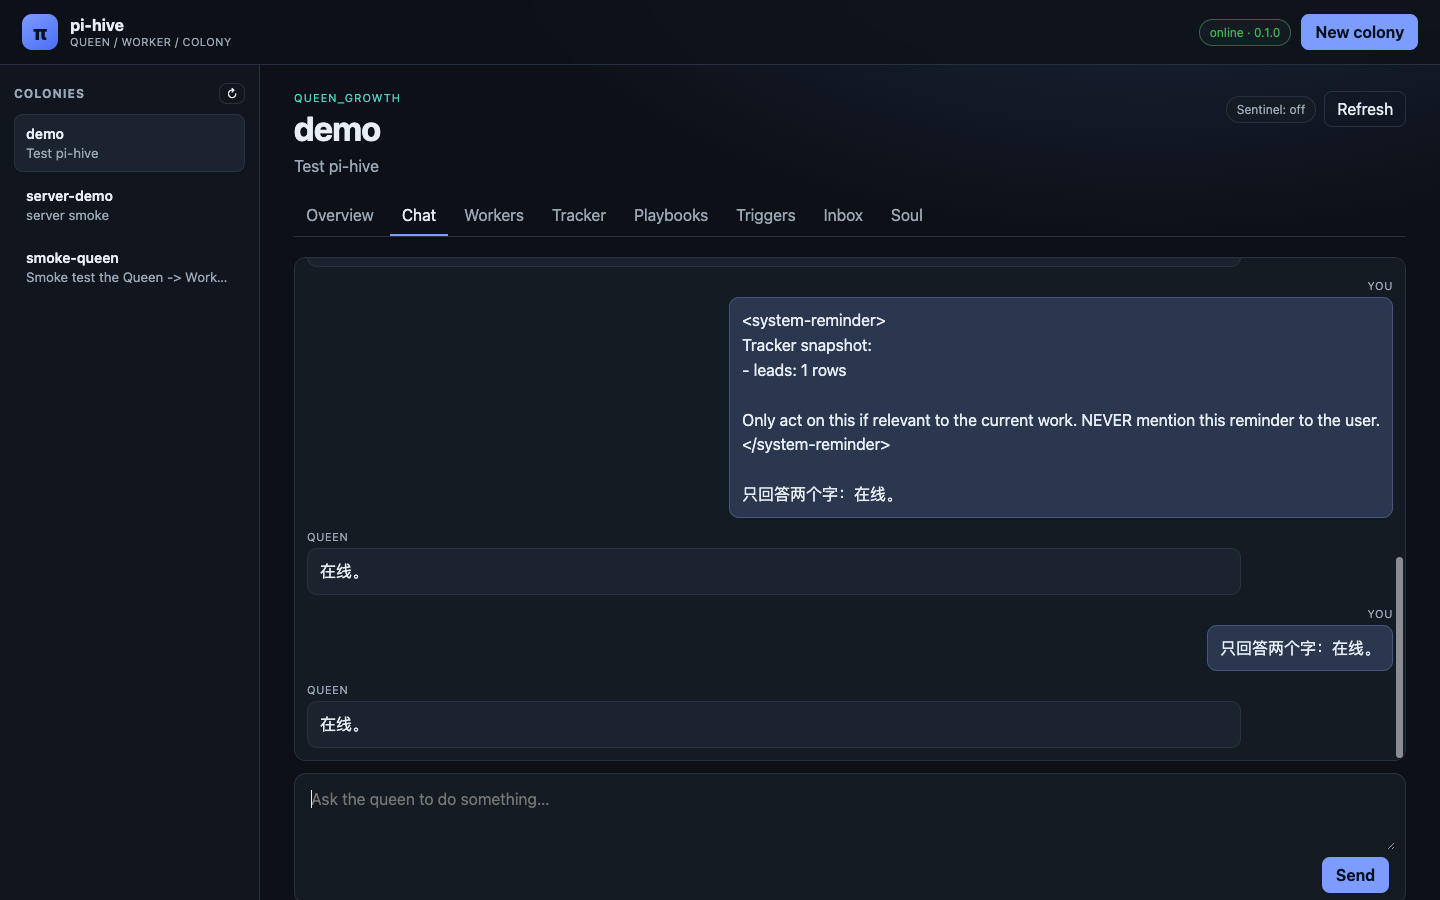 π
pi-hive
QUEEN / WORKER / COLONY
online · 0.1.0
New colony
COLONIES
demo
Test pi-hive
server-demo
server smoke
smoke-queen
Smoke test the Queen -> Work...
QUEEN_GROWTH
demo
Test pi-hive
Sentinel: off
Refresh
Overview
Chat
Workers
Tracker
Playbooks
Triggers
Inbox
Soul
YOU
<system-reminder>
Tracker snapshot:
- leads: 1 rows
Only act on this if relevant to the current work. NEVER mention this reminder to the user.
</system-reminder>
只回答两个字：在线。
QUEEN
在线。
YOU
只回答两个字：在线。
QUEEN
在线。
Ask the queen to do something...
Send